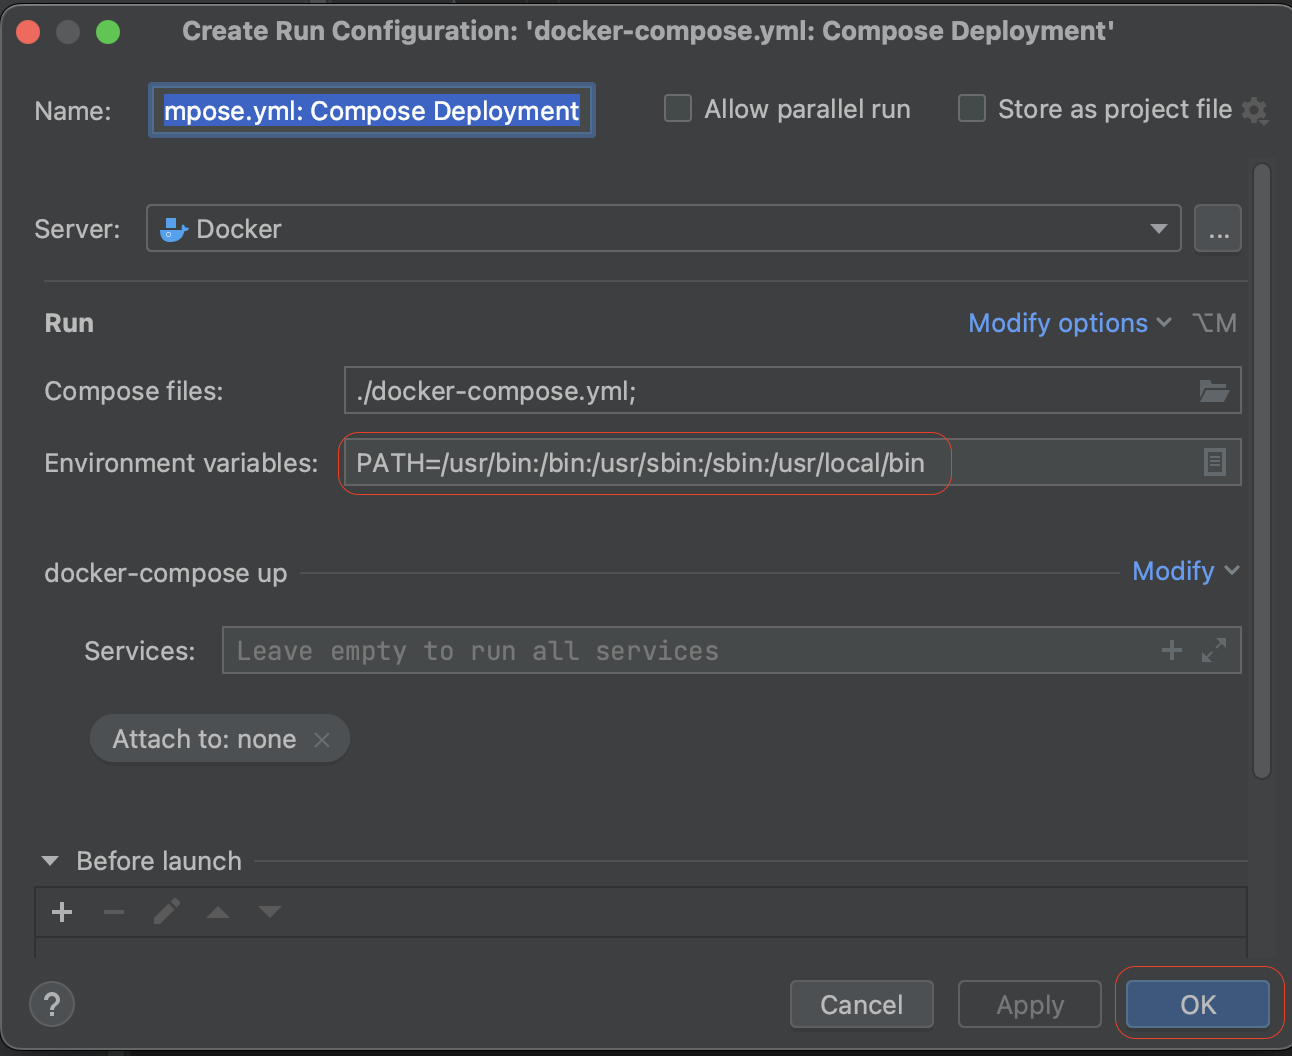 Create Run Configuration: 'docker-compose.yml: Compose Deployment'
Name: mpose.yml: Compose Deployment Allow parallel run Store as project file
Server: Docker ...
Run Modify options ⌥M
Compose files: ./docker-compose.yml;
Environment variables: PATH=/usr/bin:/bin:/usr/sbin:/sbin:/usr/local/bin
docker-compose up Modify
Services: Leave empty to run all services
Attach to: none
Before launch
? Cancel Apply OK